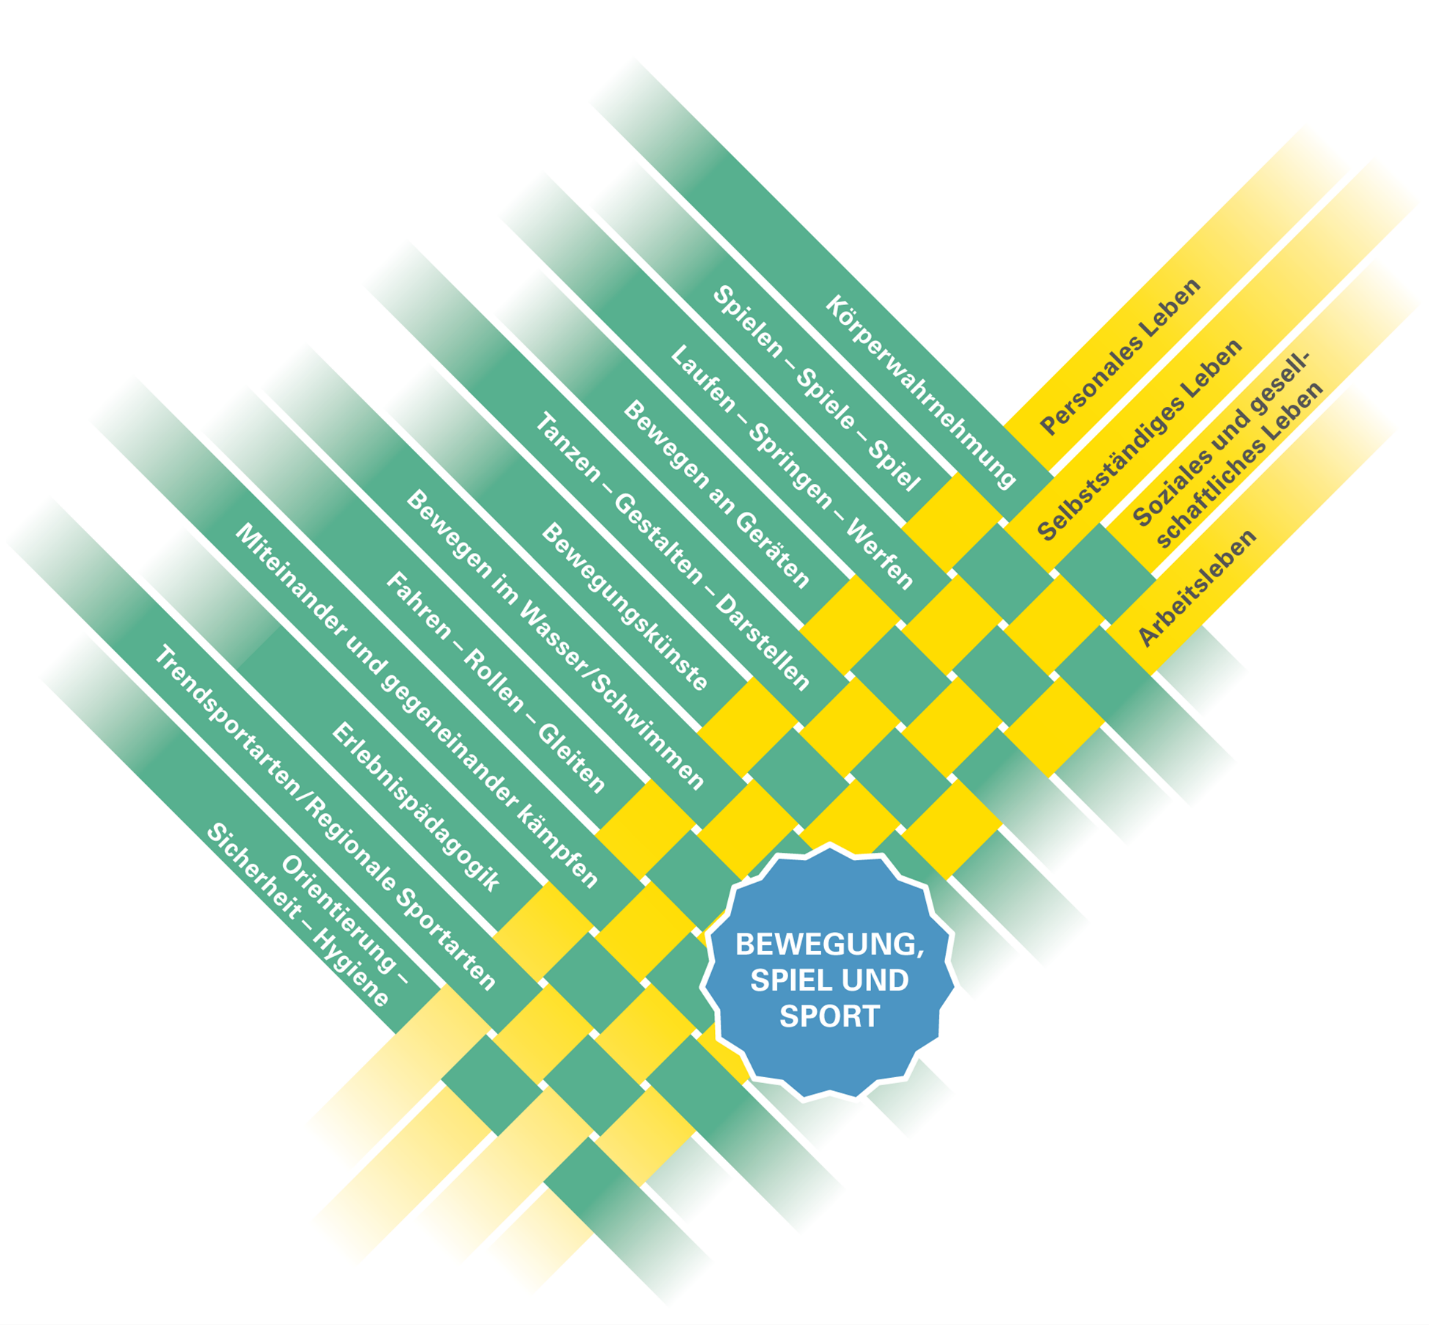 Körperwahrnehmung
Spielen – Spiele – Spiel
Laufen – Springen – Werfen
Bewegen an Geräten
Tanzen – Gestalten – Darstellen
Bewegungskünste
Bewegen im Wasser/Schwimmen
Fahren – Rollen – Gleiten
Miteinander und gegeneinander kämpfen
Erlebnispädagogik
Trendsportarten/Regionale Sportarten
Orientierung –
Sicherheit – Hygiene
Personales Leben
Selbstständiges Leben
Soziales und gesell-
schaftliches Leben
Arbeitsleben
BEWEGUNG,
SPIEL UND
SPORT